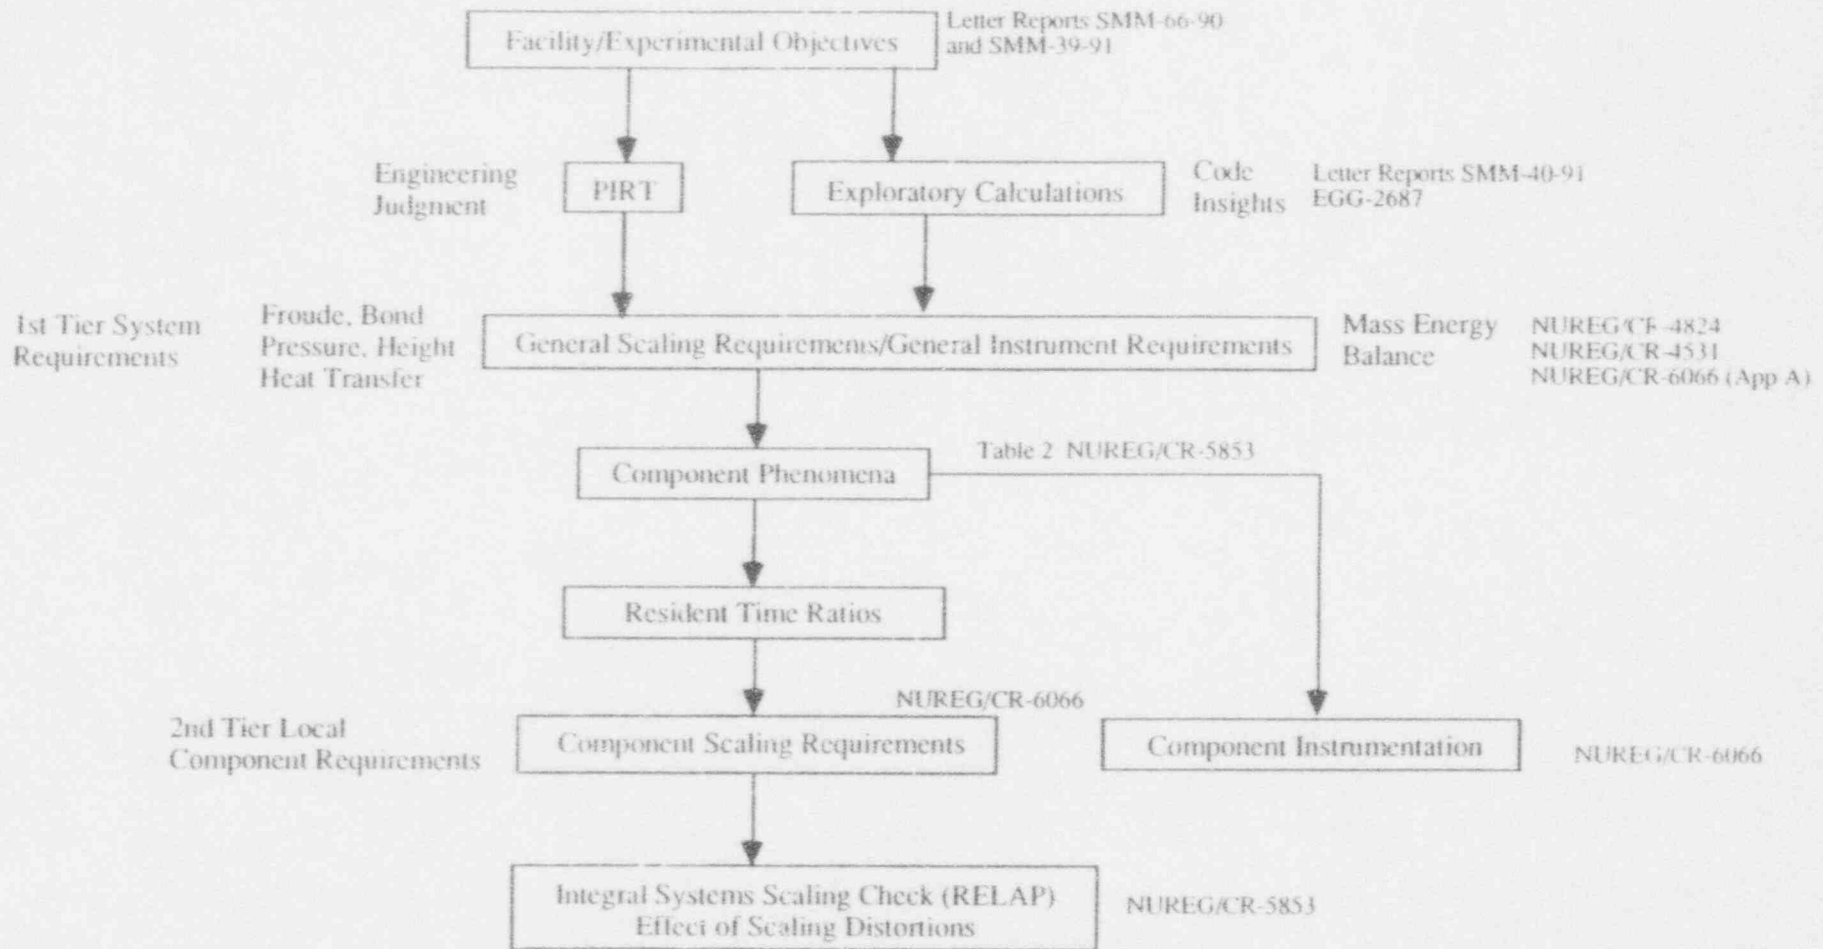 Facility/Experimental Objectives
Letter Reports SMM-66-90
and SMM-39-91
Engineering
Judgment
PIRT
Exploratory Calculations
Code
Insights
Letter Reports SMM-40-91
EGG-2687
1st Tier System
Requirements
Froude, Bond
Pressure, Height
Heat Transfer
General Scaling Requirements/General Instrument Requirements
Mass Energy
Balance
NUREG/CR-4824
NUREG/CR-4531
NUREG/CR-6066 (App A)
Component Phenomena
Table 2 NUREG/CR-5853
Resident Time Ratios
NUREG/CR-6066
2nd Tier Local
Component Requirements
Component Scaling Requirements
Component Instrumentation
NUREG/CR-6066
Integral Systems Scaling Check (RELAP)
Effect of Scaling Distortions
NUREG/CR-5853